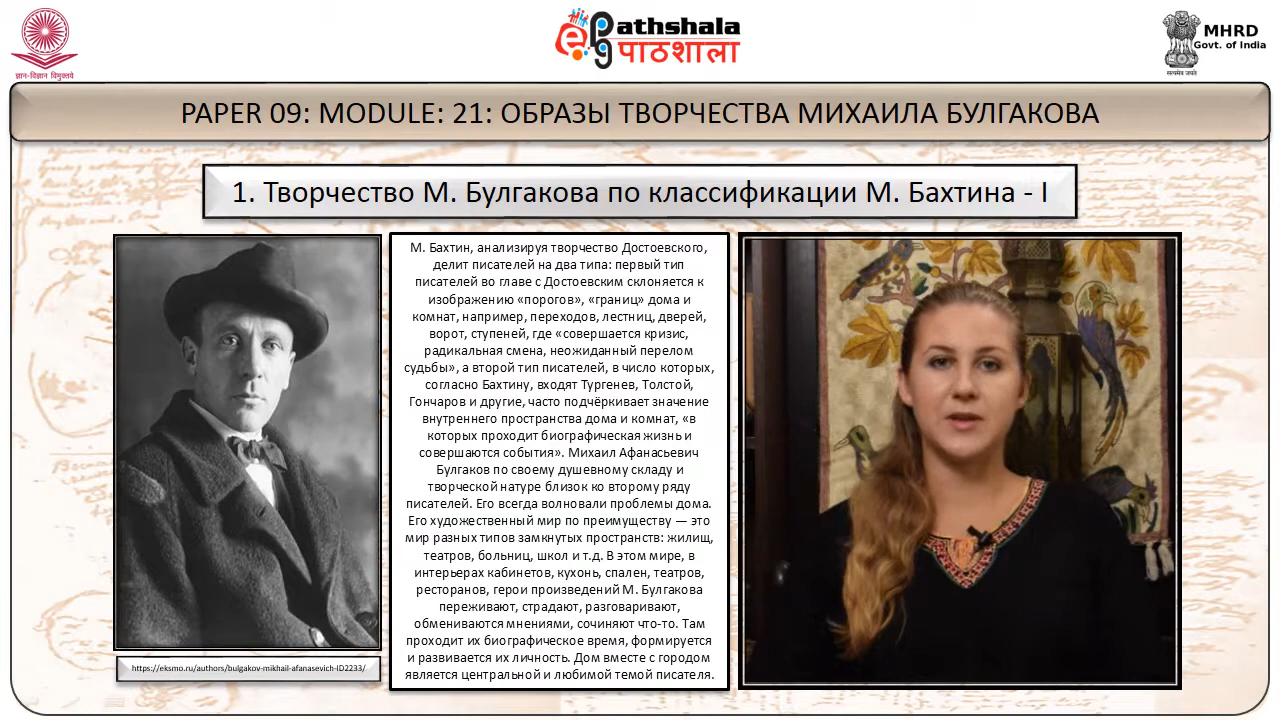 ज्ञान-विज्ञान विमुक्तये
ePathshala
पाठशाला
MHRD
Govt. of India
सत्यमेव जयते
PAPER 09: MODULE: 21: ОБРАЗЫ ТВОРЧЕСТВА МИХАИЛА БУЛГАКОВА
1. Творчество М. Булгакова по классификации М. Бахтина - I
М. Бахтин, анализируя творчество Достоевского,
делит писателей на два типа: первый тип
писателей во главе с Достоевским склоняется к
изображению «порогов», «границ» дома и
комнат, например, переходов, лестниц, дверей,
ворот, ступеней, где «совершается кризис,
радикальная смена, неожиданный перелом
судьбы», а второй тип писателей, в число которых,
согласно Бахтину, входят Тургенев, Толстой,
Гончаров и другие, часто подчёркивает значение
внутреннего пространства дома и комнат, «в
которых проходит биографическая жизнь и
совершаются события». Михаил Афанасьевич
Булгаков по своему душевному складу и
творческой натуре близок ко второму ряду
писателей. Его всегда волновали проблемы дома.
Его художественный мир по преимуществу — это
мир разных типов замкнутых пространств: жилищ,
театров, больниц, школ и т.д. В этом мире, в
интерьерах кабинетов, кухонь, спален, театров,
ресторанов, герои произведений М. Булгакова
переживают, страдают, разговаривают,
обмениваются мнениями, сочиняют что-то. Там
проходит их биографическое время, формируется
и развивается их личность. Дом вместе с городом
является центральной и любимой темой писателя.
https://eksmo.ru/authors/bulgakov-mikhail-afanasevich-ID2233/